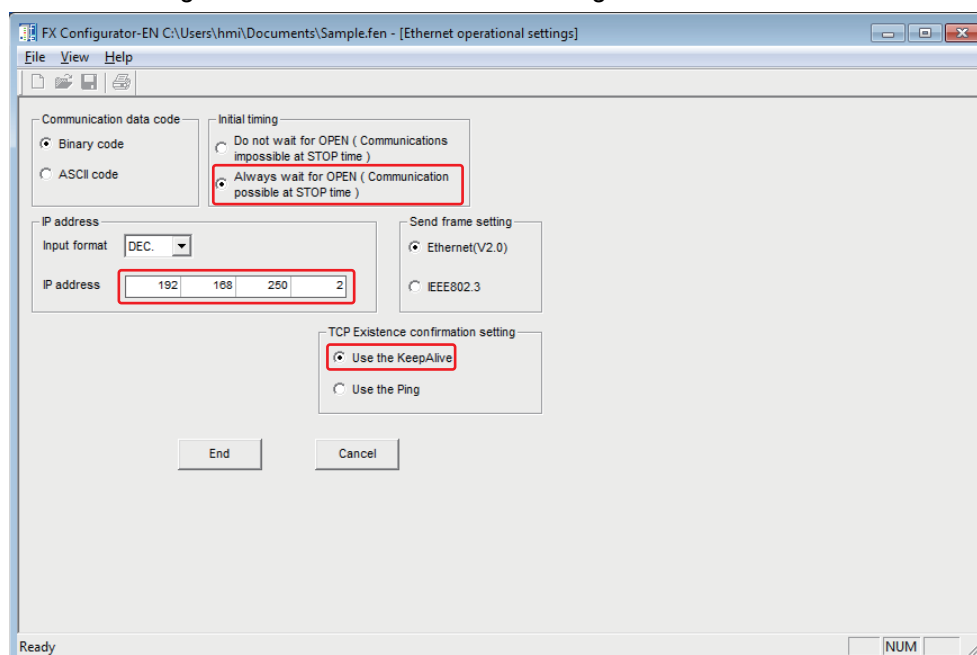 FX Configurator-EN C:\Users\hmi\Documents\Sample.fen - [Ethernet operational settings]
File View Help
Communication data code
Binary code
ASCII code
Initial timing
Do not wait for OPEN ( Communications
impossible at STOP time )
Always wait for OPEN ( Communication
possible at STOP time )
IP address
Input format DEC.
IP address 192 168 250 2
Send frame setting
Ethernet(V2.0)
IEEE802.3
TCP Existence confirmation setting
Use the KeepAlive
Use the Ping
End Cancel
Ready NUM